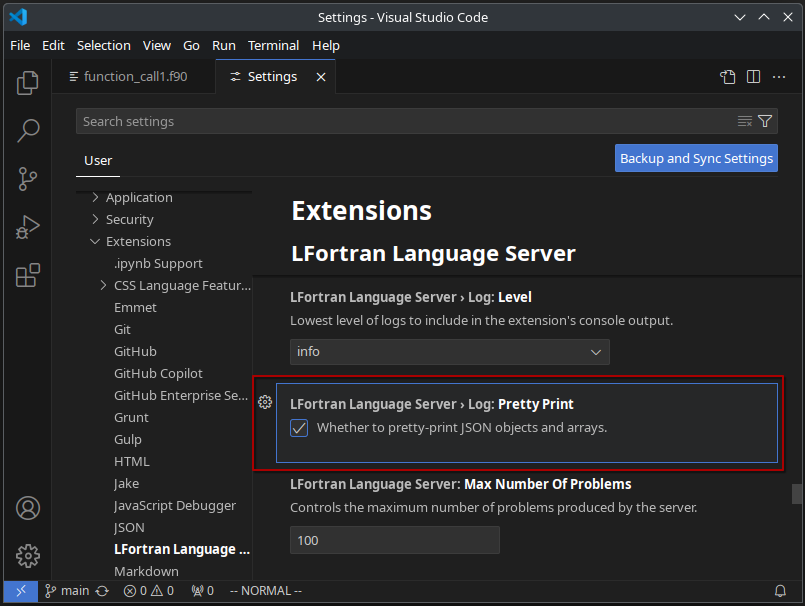 Settings - Visual Studio Code
File Edit Selection View Go Run Terminal Help
function_call1.f90 Settings
Search settings
User
Backup and Sync Settings
Application
Security
Extensions
.ipynb Support
CSS Language Featur...
Emmet
Git
GitHub
GitHub Copilot
GitHub Enterprise Se...
Grunt
Gulp
HTML
Jake
JavaScript Debugger
JSON
LFortran Language ...
Markdown
Extensions
LFortran Language Server
LFortran Language Server › Log: Level
Lowest level of logs to include in the extension's console output.
info
LFortran Language Server › Log: Pretty Print
Whether to pretty-print JSON objects and arrays.
LFortran Language Server: Max Number Of Problems
Controls the maximum number of problems produced by the server.
100
main 0 0 0 -- NORMAL --